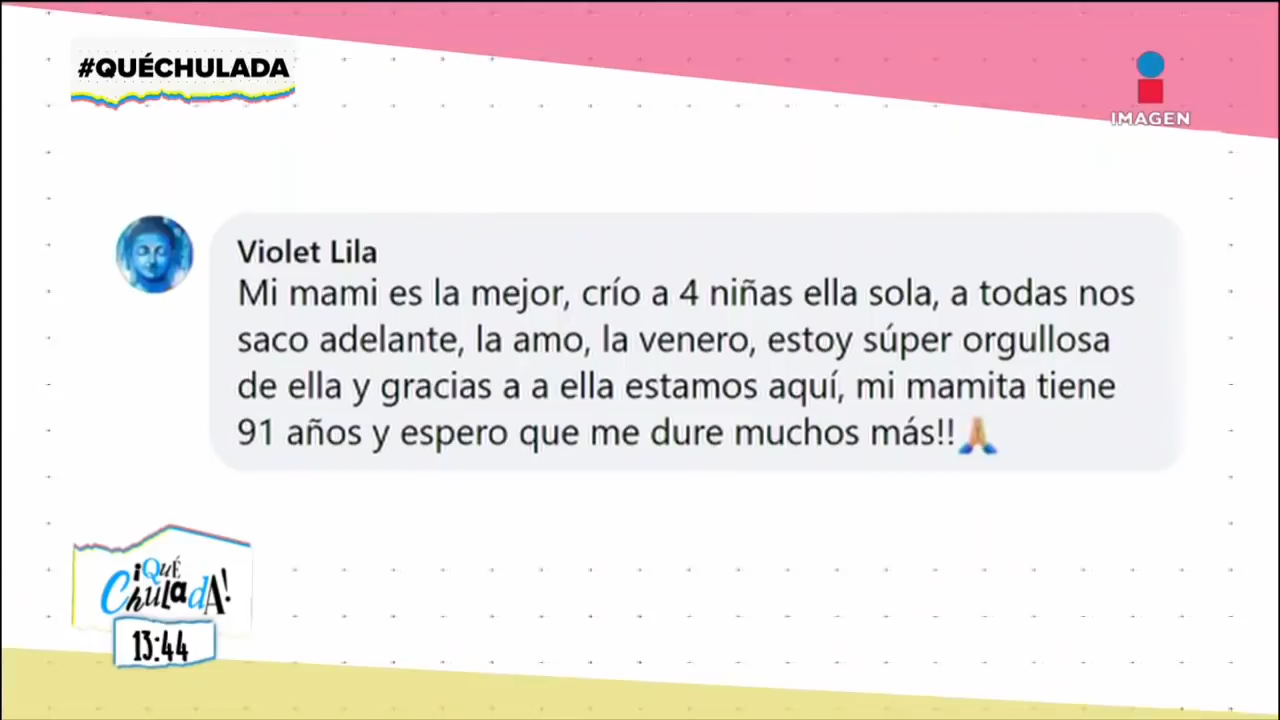 #QUÉCHULADA
IMAGEN
Violet Lila
Mi mami es la mejor, crío a 4 niñas ella sola, a todas nos
saco adelante, la amo, la venero, estoy súper orgullosa
de ella y gracias a a ella estamos aquí, mi mamita tiene
91 años y espero que me dure muchos más!!🙏🏼
¡QUÉ
ChuladA!
13:44